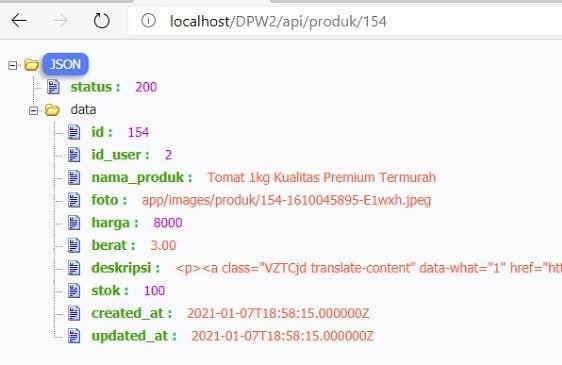 localhost/DPW2/api/produk/154
JSON
status : 200
data
id : 154
id_user : 2
nama_produk : Tomat 1kg Kualitas Premium Termurah
foto : app/images/produk/154-1610045895-E1wxh.jpeg
harga : 8000
berat : 3.00
deskripsi : <p><a class="VZTCjd translate-content" data-what="1" href="htt
stok : 100
created_at : 2021-01-07T18:58:15.000000Z
updated_at : 2021-01-07T18:58:15.000000Z